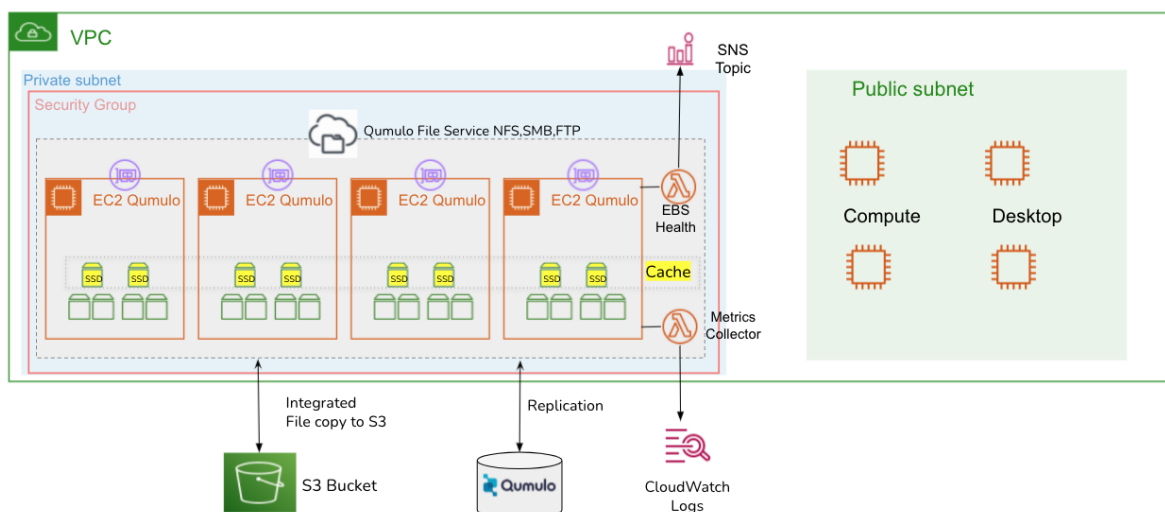 VPC
SNS
Topic
Private subnet
Security Group
Public subnet
Qumulo File Service NFS,SMB,FTP
EC2 Qumulo
EC2 Qumulo
EC2 Qumulo
EC2 Qumulo
EBS
Health
Compute
Desktop
SSD
SSD
SSD
SSD
SSD
SSD
SSD
SSD
Cache
Metrics
Collector
Integrated
File copy to S3
Replication
S3 Bucket
Qumulo
CloudWatch
Logs